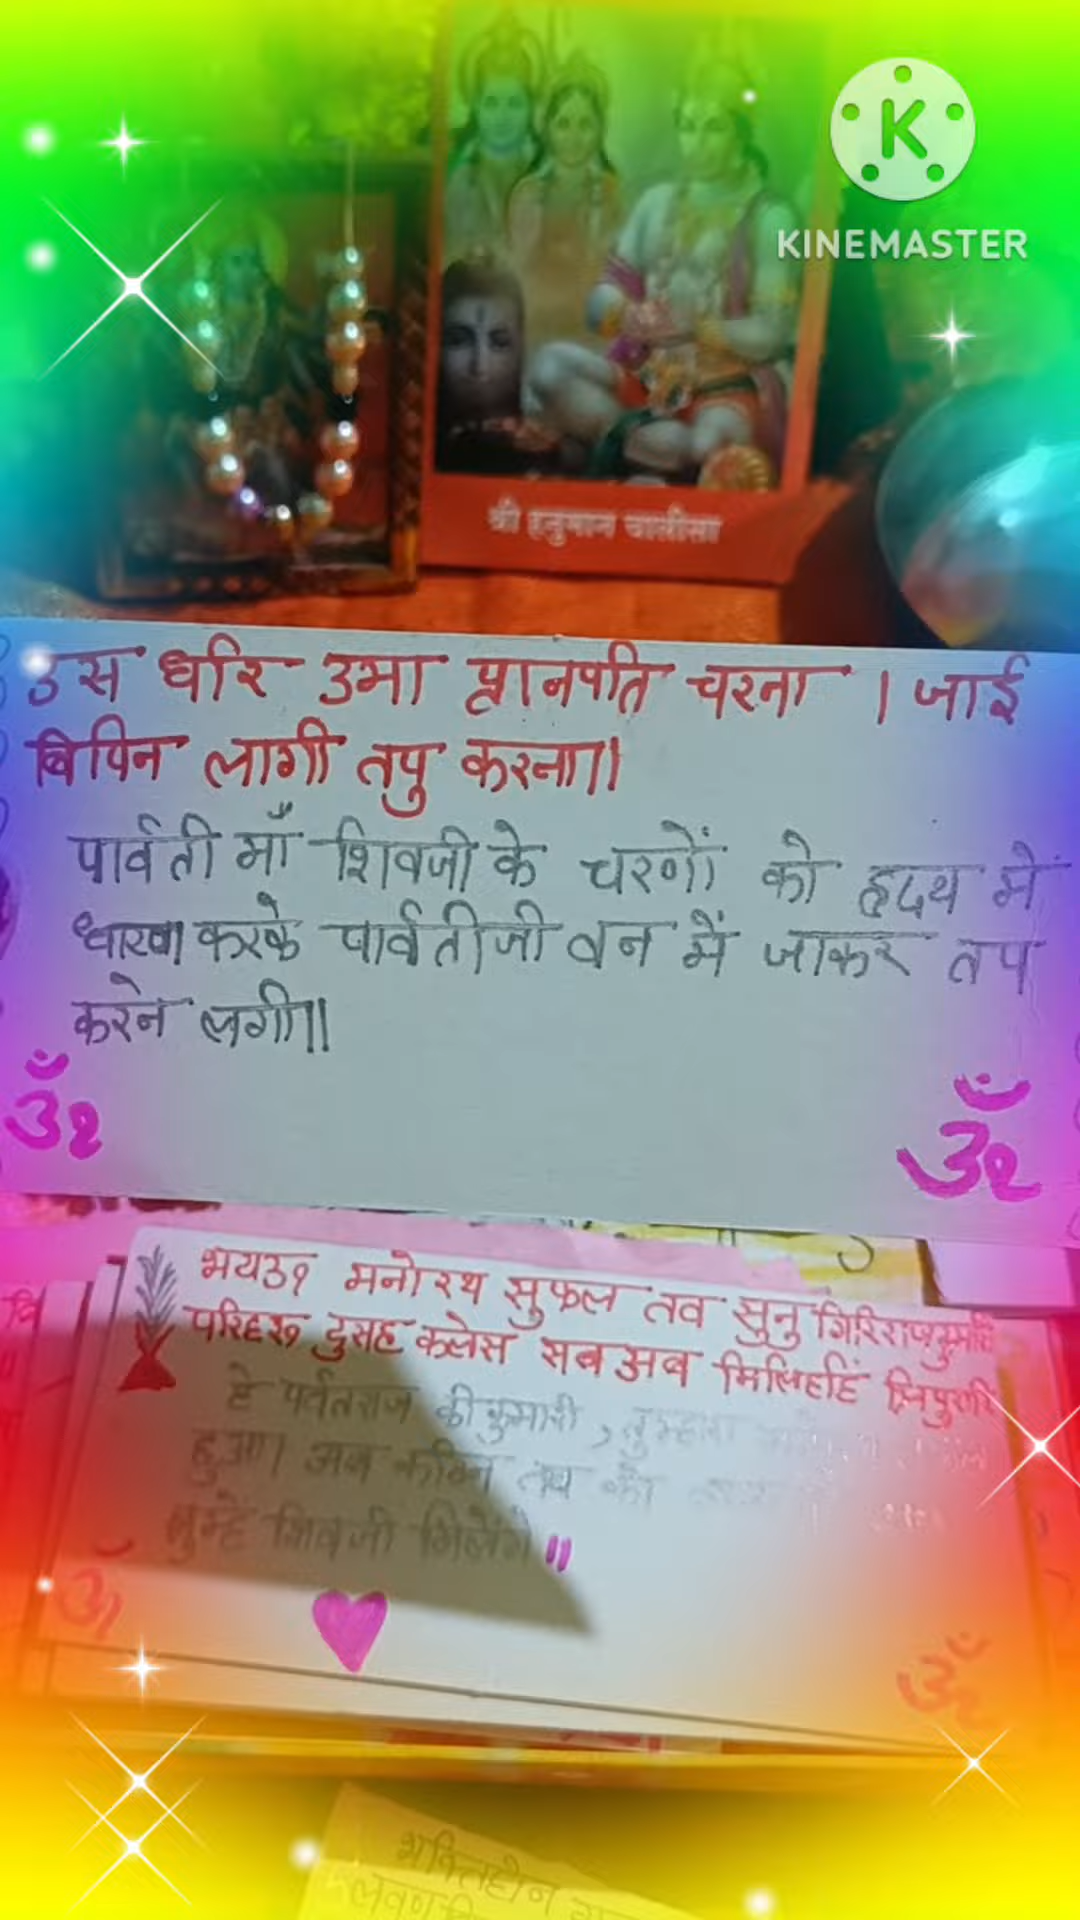 KINEMASTER
श्री हनुमान चालीसा
उस धरि उमा प्रानपति चरना । जाई
बिपिन लागी तपु करना॥
पार्वती माँ शिवजी के चरणों को हृदय में
धारण करके पार्वतीजी वन में जाकर तप
करने लगी॥
ॐ
ॐ
भयउ मनोरथ सुफल तव सुनु गिरिराजकुमारि
परिहरु दुसह कलेस सब अब मिलिहहिं त्रिपुरारि
हे पर्वतराज की कुमारी, तुम्हारा
हुआ। अब
तुम्हे शिवजी मिलेंगे॥
ॐ
ॐ
भक्तिहीन
लवण